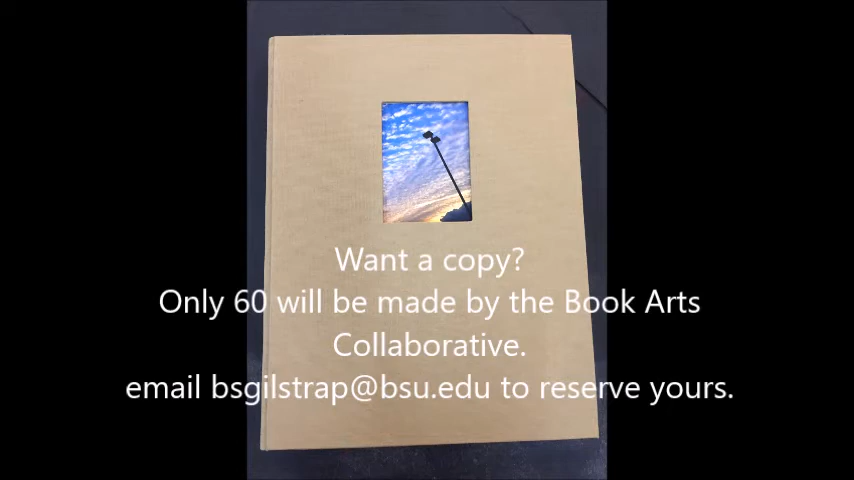 Want a copy?
Only 60 will be made by the Book Arts
Collaborative.
email bsgilstrap@bsu.edu to reserve yours.